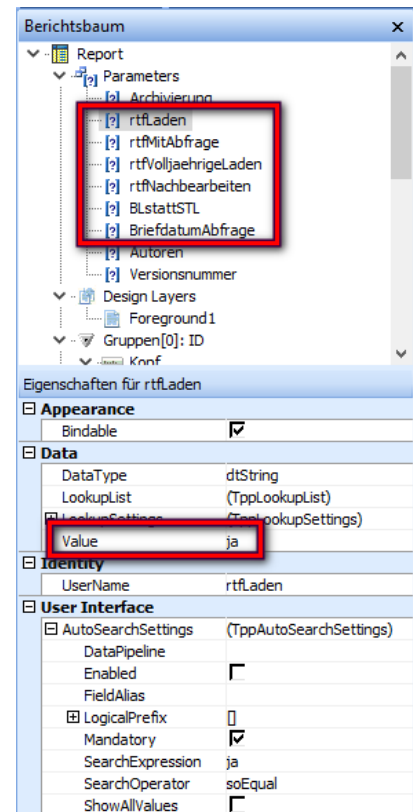 Berichtsbaum x
Report
Parameters
Archivierung
rtfLaden
rtfMitAbfrage
rtfVolljaehrigeLaden
rtfNachbearbeiten
BLstattSTL
BriefdatumAbfrage
Autoren
Versionsnummer
Design Layers
Foreground1
Gruppen[0]: ID
Kopf
Eigenschaften für rtfLaden
Appearance
Bindable
Data
DataType dtString
LookupList (TppLookupList)
LookupSettings (TppLookupSettings)
Value ja
Identity
UserName rtfLaden
User Interface
AutoSearchSettings (TppAutoSearchSettings)
DataPipeline
Enabled
FieldAlias
LogicalPrefix []
Mandatory
SearchExpression ja
SearchOperator soEqual
ShowAllValues